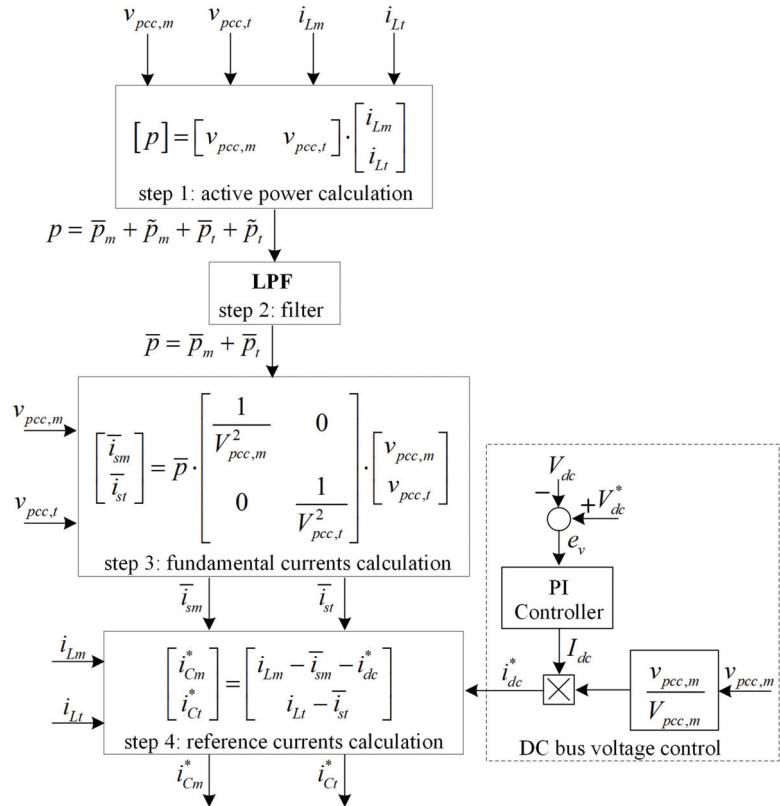 v_{pcc,m} v_{pcc,t} i_{Lm} i_{Lt}
[p] = [v_{pcc,m} v_{pcc,t}] · [i_{Lm} i_{Lt}]
step 1: active power calculation
p = p̄_m + p̃_m + p̄_t + p̃_t
LPF
step 2: filter
p̄ = p̄_m + p̄_t
v_{pcc,m}
v_{pcc,t}
[ī_{sm} ī_{st}] = p̄ · [1/V²_{pcc,m} 0 0 1/V²_{pcc,t}] · [v_{pcc,m} v_{pcc,t}]
step 3: fundamental currents calculation
ī_{sm} ī_{st}
i_{Lm}
i_{Lt}
[i*_{Cm} i*_{Ct}] = [i_{Lm} − ī_{sm} − i*_{dc} i_{Lt} − ī_{st}]
step 4: reference currents calculation
i*_{Cm} i*_{Ct}
V_{dc}
−
+V*_{dc}
e_v
PI
Controller
I_{dc}
i*_{dc}
×
v_{pcc,m}/V_{pcc,m}
v_{pcc,m}
DC bus voltage control